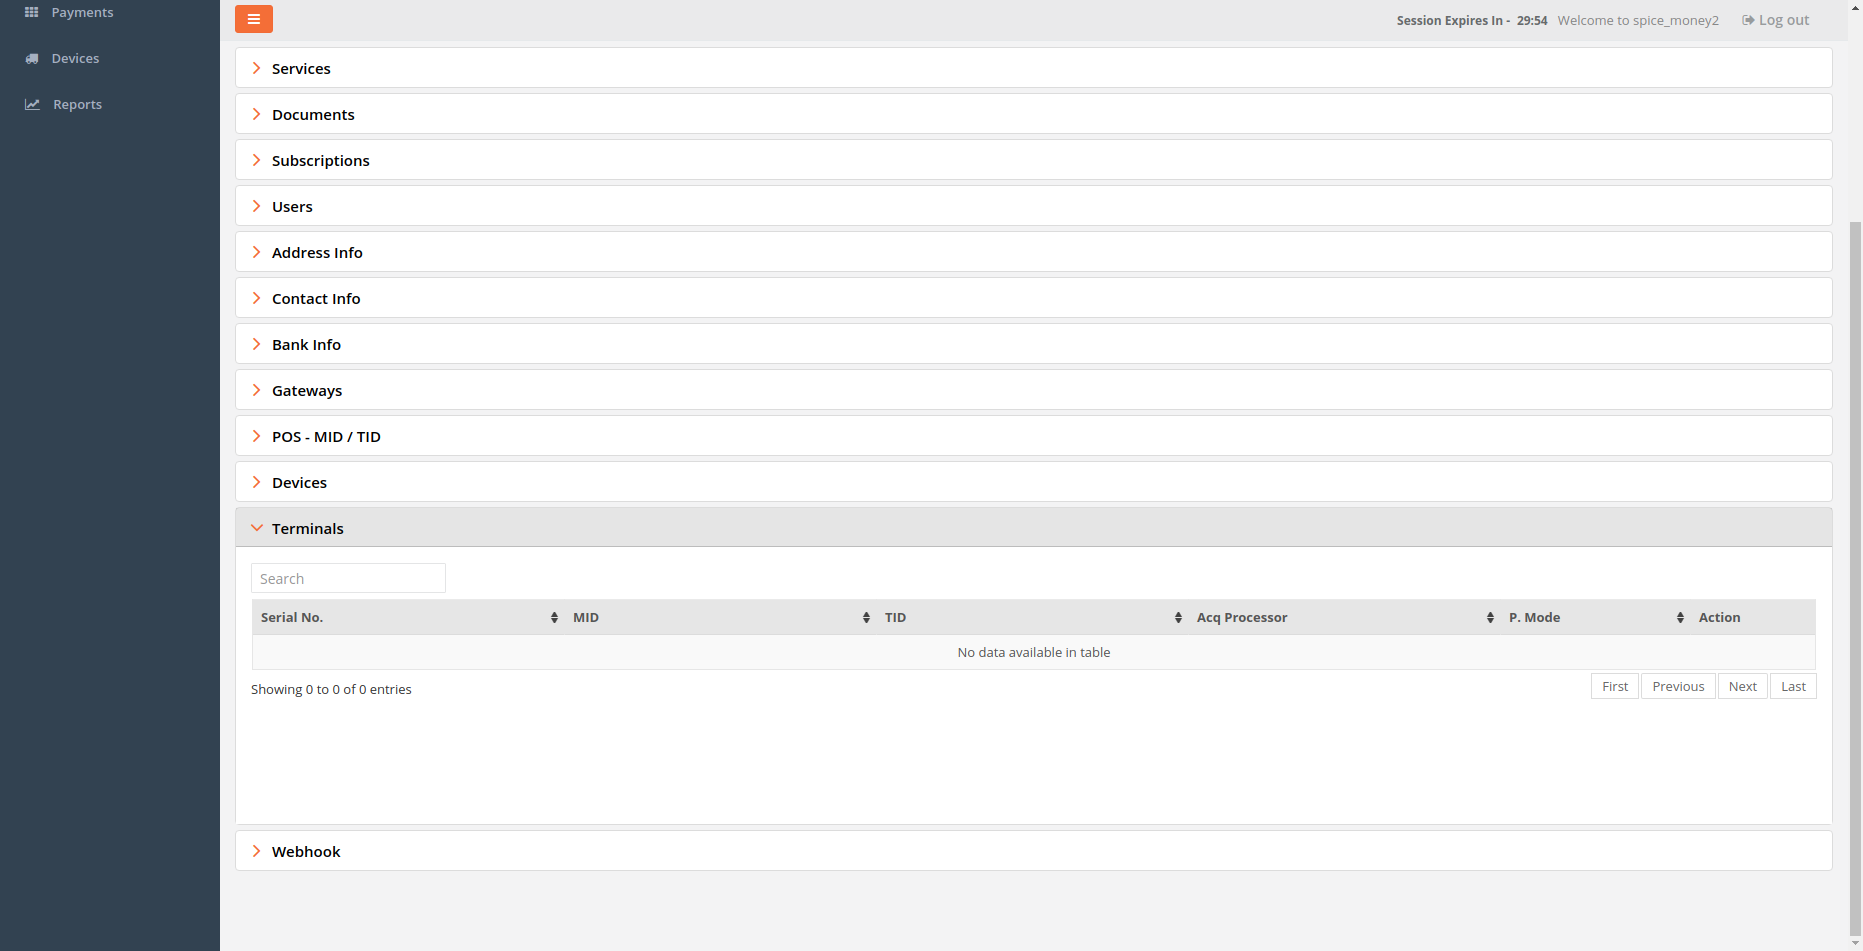 Payments
Devices
Reports
Session Expires In - 29:54 Welcome to spice_money2 Log out
Services
Documents
Subscriptions
Users
Address Info
Contact Info
Bank Info
Gateways
POS - MID / TID
Devices
Terminals
Search
Serial No. MID TID Acq Processor P. Mode Action
No data available in table
Showing 0 to 0 of 0 entries First Previous Next Last
Webhook